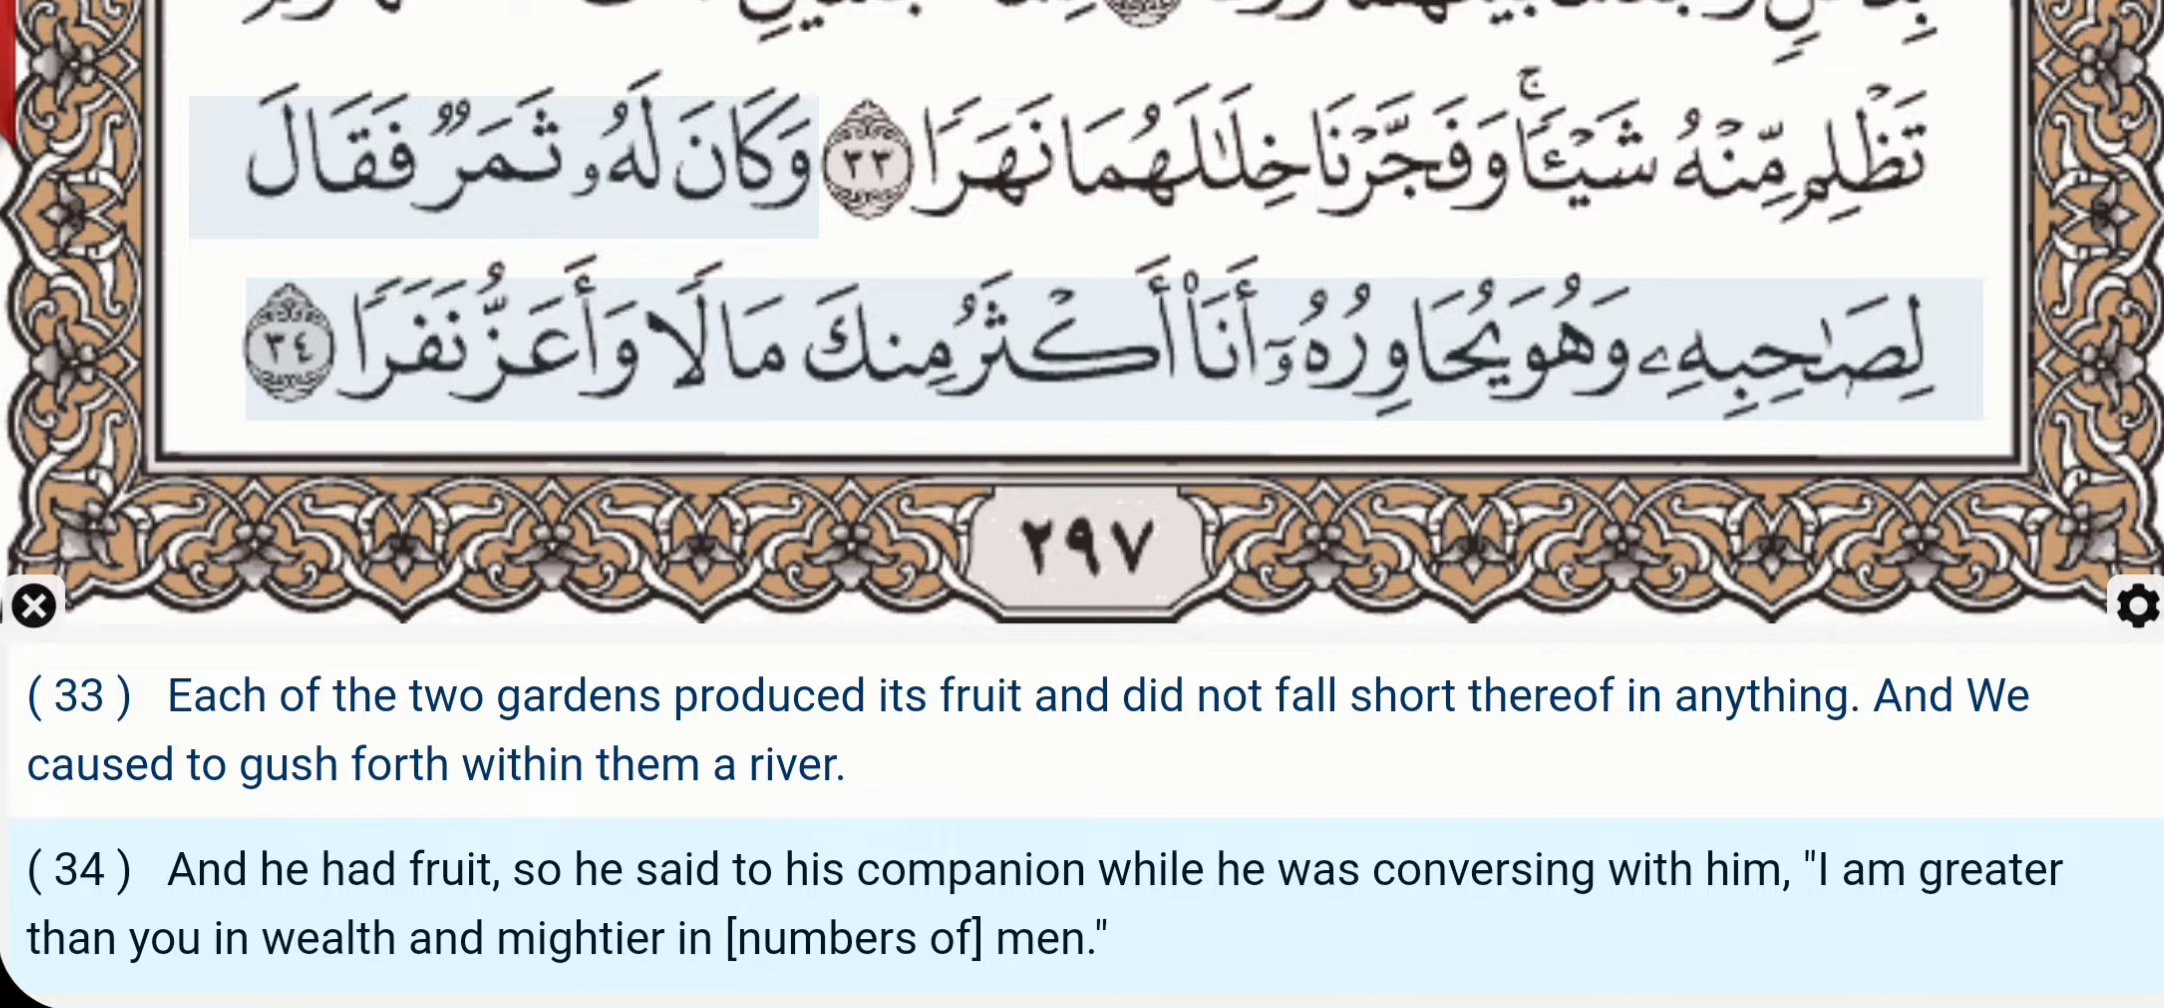 تَظْلِم مِّنْهُ شَيْـًٔا ۚ وَفَجَّرْنَا خِلَٰلَهُمَا نَهَرًا ٣٣ وَكَانَ لَهُۥ ثَمَرٌ فَقَالَ
لِصَٰحِبِهِۦ وَهُوَ يُحَاوِرُهُۥٓ أَنَا۠ أَكْثَرُ مِنكَ مَالًا وَأَعَزُّ نَفَرًا ٣٤
٢٩٧
( 33 ) Each of the two gardens produced its fruit and did not fall short thereof in anything. And We
caused to gush forth within them a river.
( 34 ) And he had fruit, so he said to his companion while he was conversing with him, "I am greater
than you in wealth and mightier in [numbers of] men."